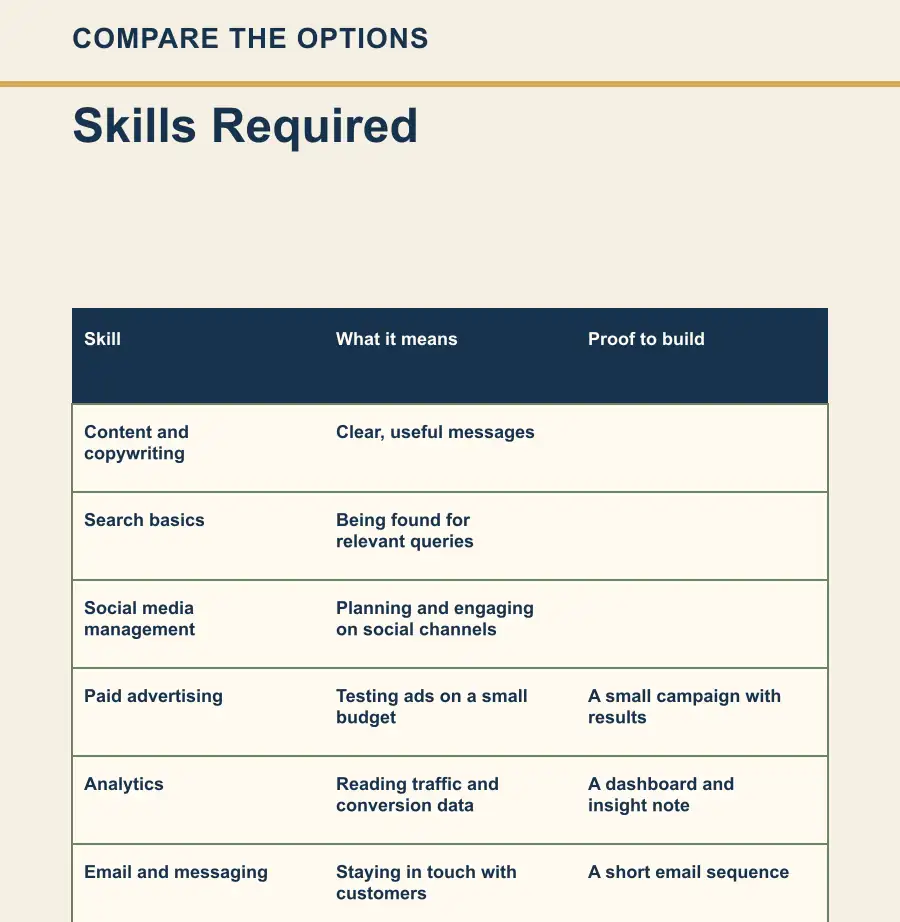 COMPARE THE OPTIONS
Skills Required
Skill What it means Proof to build
Content and Clear, useful messages
copywriting
Search basics Being found for
relevant queries
Social media Planning and engaging
management on social channels
Paid advertising Testing ads on a small A small campaign with
budget results
Analytics Reading traffic and A dashboard and
conversion data insight note
Email and messaging Staying in touch with A short email sequence
customers